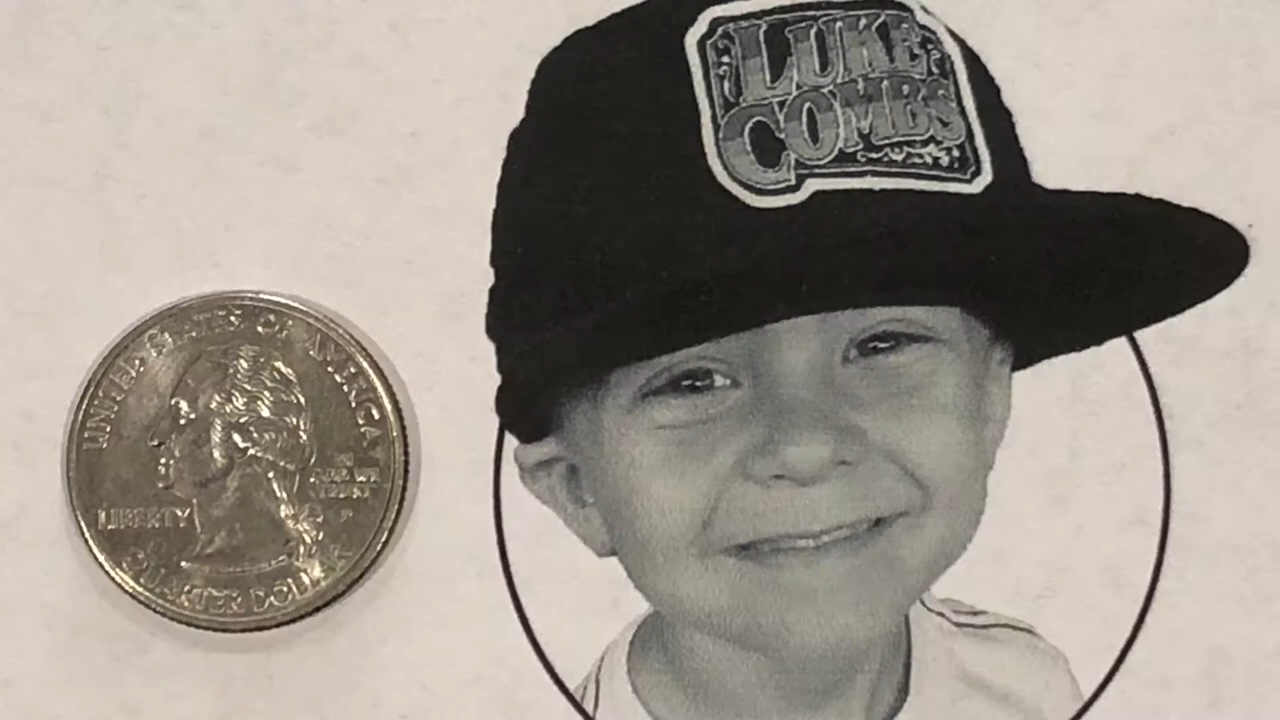 UNITED STATES OF AMERICA
LIBERTY
IN
GOD WE
TRUST
P
QUARTER DOLLAR
LUKE
COMBS